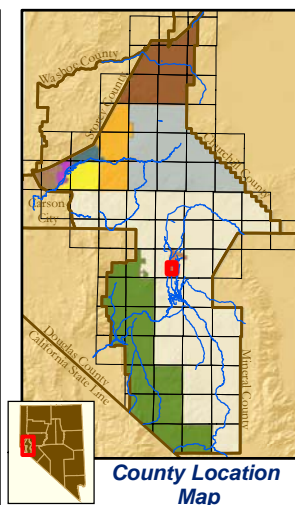 Washoe County
Storey County
Churchill County
Carson
City
Douglas County
California State Line
Mineral County
County Location
Map